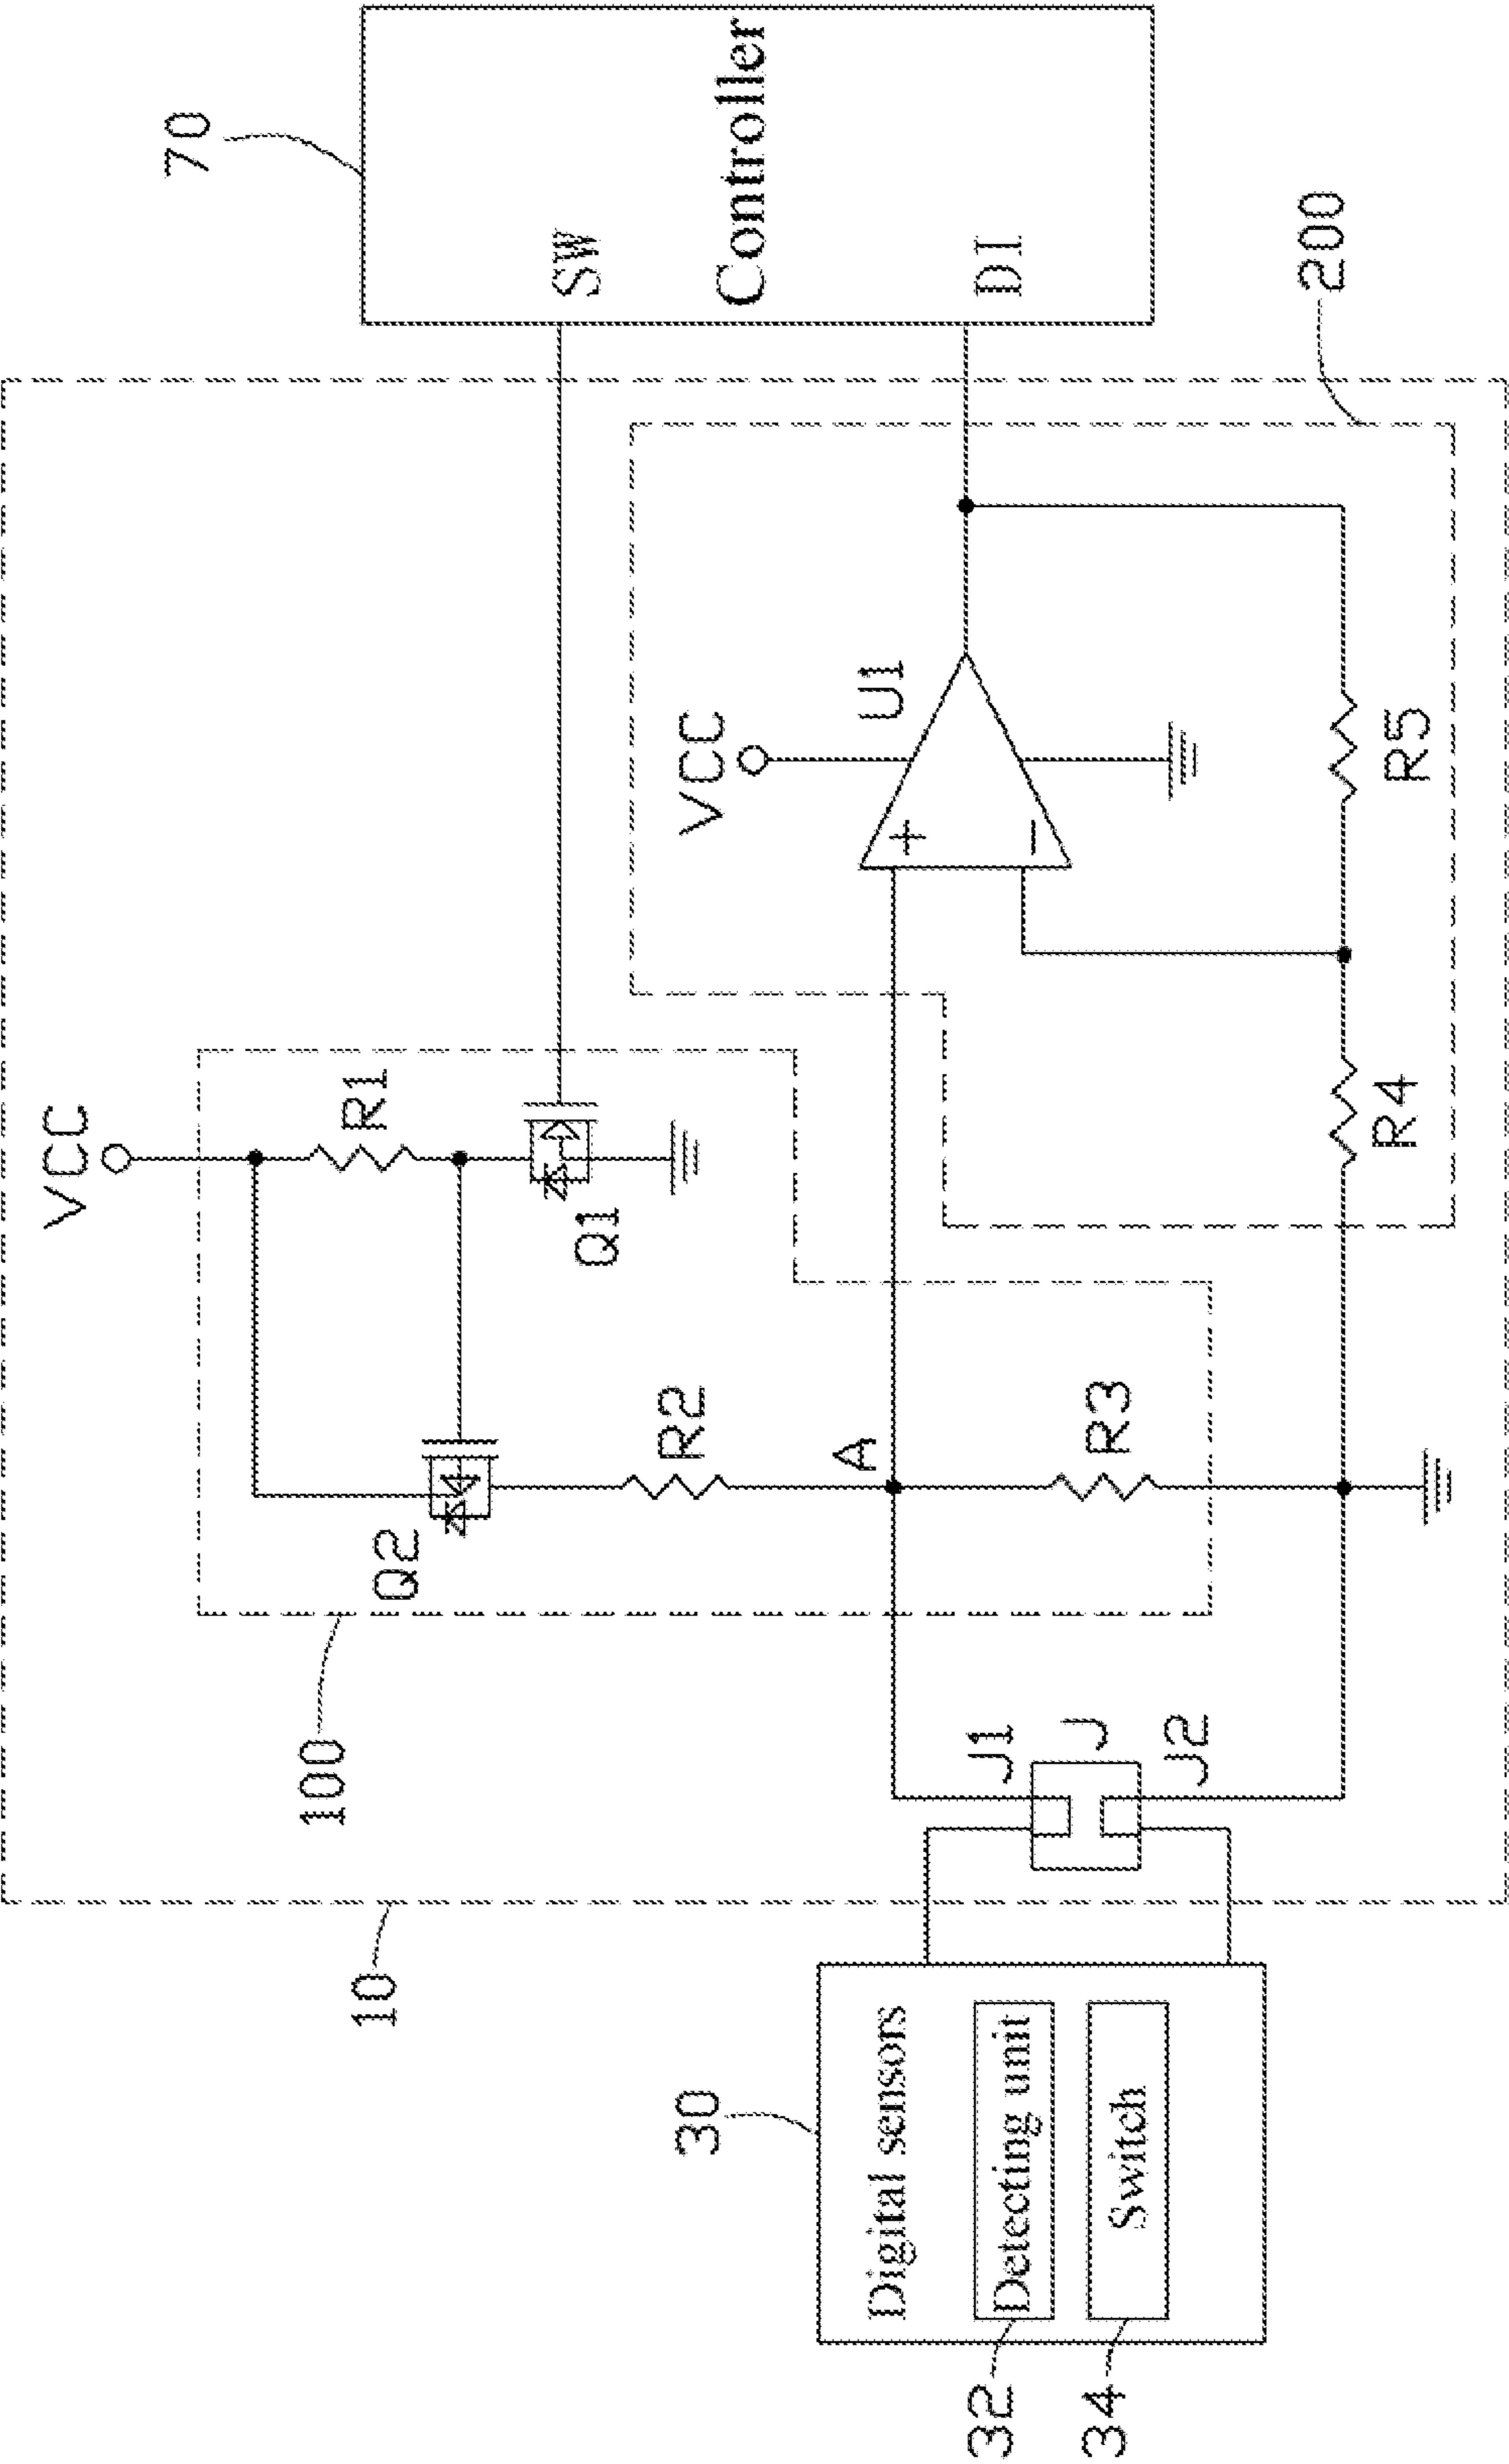 VCC
R1
Q1
Q2
100
R2
A
R3
10
30
Digital sensors
32
Detecting unit
34
Switch
J1
J
J2
VCC
U1
+
−
R4
R5
200
70
SW
Controller
DI